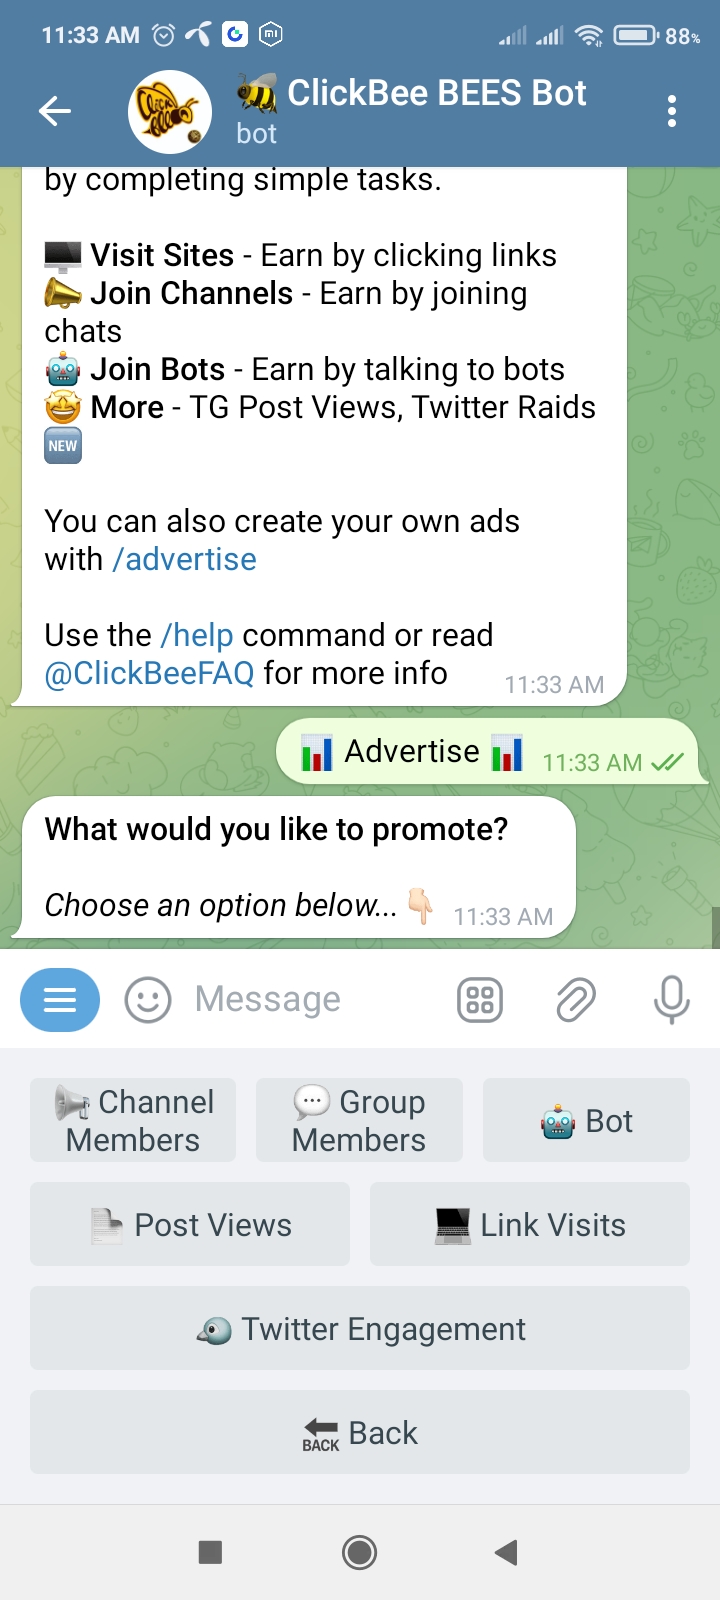 11:33 AM 88%
ClickBee BEES Bot
bot
by completing simple tasks.
Visit Sites - Earn by clicking links
Join Channels - Earn by joining
chats
Join Bots - Earn by talking to bots
More - TG Post Views, Twitter Raids
NEW
You can also create your own ads
with /advertise
Use the /help command or read
@ClickBeeFAQ for more info 11:33 AM
Advertise 11:33 AM
What would you like to promote?
Choose an option below... 11:33 AM
Message
Channel
Members
Group
Members
Bot
Post Views
Link Visits
Twitter Engagement
BACK Back